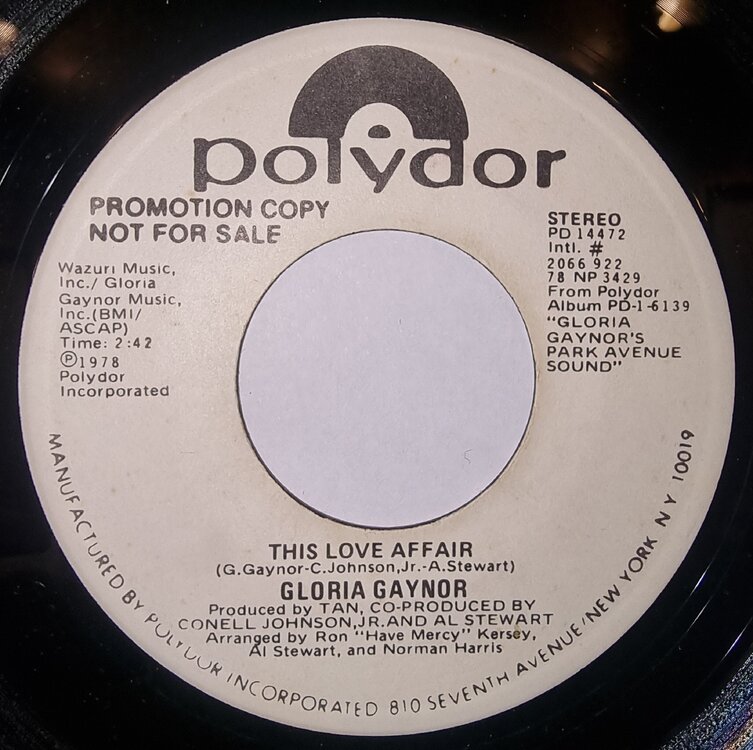 polydor
PROMOTION COPY
NOT FOR SALE
Wazuri Music,
Inc./ Gloria
Gaynor Music,
Inc.(BMI/
ASCAP)
Time: 2:42
Ⓟ1978
Polydor
Incorporated
STEREO
PD 14472
Intl. #
2066 922
78 NP 3429
From Polydor
Album PD-1-6139
"GLORIA
GAYNOR'S
PARK AVENUE
SOUND"
THIS LOVE AFFAIR
(G.Gaynor-C.Johnson,Jr.-A.Stewart)
GLORIA GAYNOR
Produced by TAN, CO-PRODUCED BY
CONELL JOHNSON,JR.AND AL STEWART
Arranged by Ron "Have Mercy" Kersey,
Al Stewart, and Norman Harris
MANUFACTURED BY POLYDOR INCORPORATED 810 SEVENTH AVENUE/NEW YORK N Y 10019